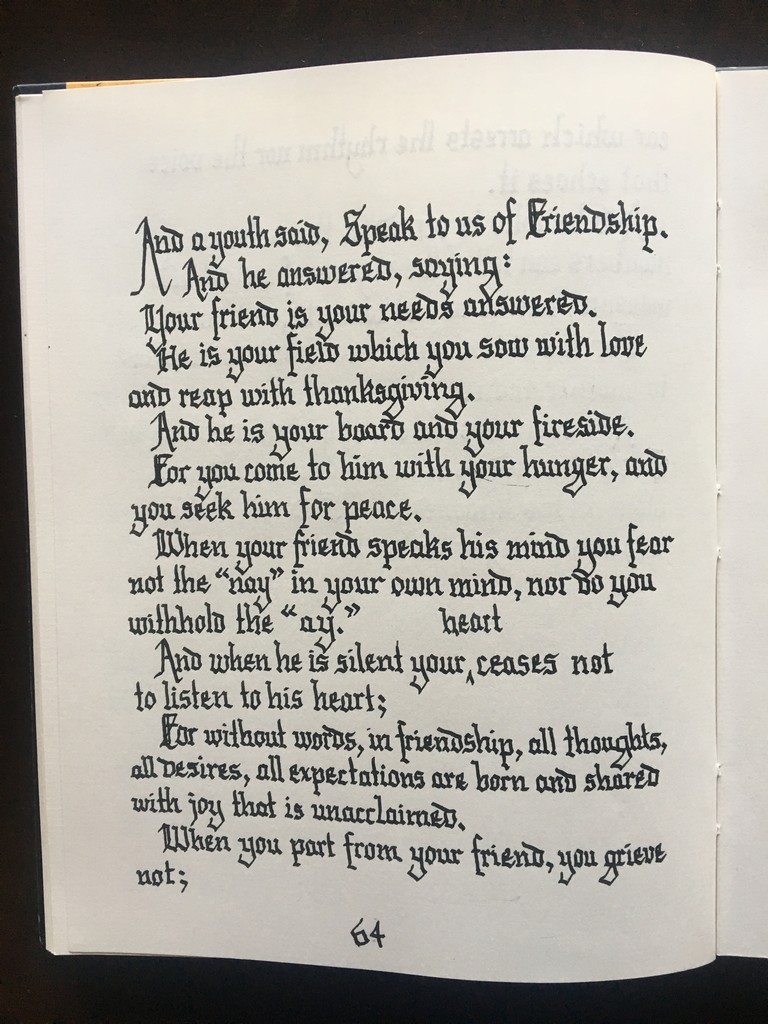 And a youth said, Speak to us of Friendship.
And he answered, saying:
Your friend is your needs answered.
He is your field which you sow with love
and reap with thanksgiving.
And he is your board and your fireside.
For you come to him with your hunger, and
you seek him for peace.
When your friend speaks his mind you fear
not the “nay” in your own mind, nor do you
withhold the “ay.”
heart
And when he is silent your‸ceases not
to listen to his heart;
For without words, in friendship, all thoughts,
all desires, all expectations are born and shared
with joy that is unacclaimed.
When you part from your friend, you grieve
not;
64